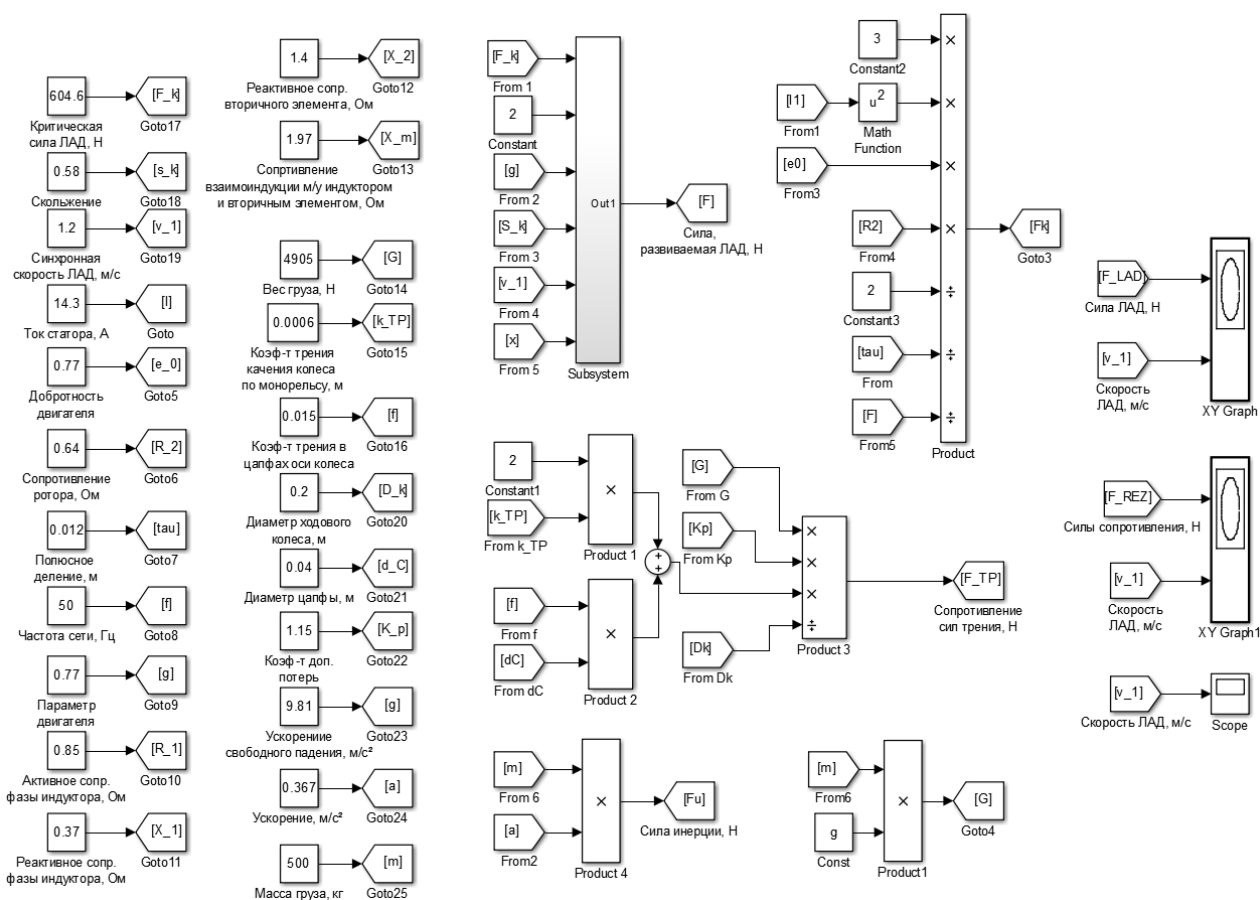 604.6
[F_k]
Критическая
сила ЛАД, Н
Goto17
0.58
[s_k]
Скольжение
Goto18
1.2
[v_1]
Синхронная
скорость ЛАД, м/с
Goto19
14.3
[I]
Ток статора, А
Goto
0.77
[e_0]
Добротность
двигателя
Goto5
0.64
[R_2]
Сопротивление
ротора, Ом
Goto6
0.012
[tau]
Полюсное
деление, м
Goto7
50
[f]
Частота сети, Гц
Goto8
0.77
[g]
Параметр
двигателя
Goto9
0.85
[R_1]
Активное сопр.
фазы индуктора, Ом
Goto10
0.37
[X_1]
Реактивное сопр.
фазы индуктора, Ом
Goto11
1.4
[X_2]
Реактивное сопр.
вторичного элемента, Ом
Goto12
1.97
[X_m]
Сопртивление
взаимоиндукции м/у индуктором
и вторичным элементом, Ом
Goto13
4905
[G]
Вес груза, Н
Goto14
0.0006
[k_TP]
Коэф-т трения
качения колеса
по монорельсу, м
Goto15
0.015
[f]
Коэф-т трения в
цапфах оси колеса
Goto16
0.2
[D_k]
Диаметр ходового
колеса, м
Goto20
0.04
[d_C]
Диаметр цапфы, м
Goto21
1.15
[K_p]
Коэф-т доп.
потерь
Goto22
9.81
[g]
Ускорениие
свободного падения, м/с²
Goto23
0.367
[a]
Ускорение, м/с²
Goto24
500
[m]
Масса груза, кг
Goto25
[F_k]
From 1
2
Constant
[g]
From 2
[S_k]
From 3
[v_1]
From 4
[x]
From 5
Out1
Subsystem
[F]
Сила,
развиваемая ЛАД, Н
3
Constant2
[I1]
From1
u²
Math
Function
[e0]
From3
[R2]
From4
2
Constant3
[tau]
From
[F]
From5
×
×
×
×
÷
÷
÷
Product
[Fk]
Goto3
2
Constant1
[k_TP]
From k_TP
×
Product 1
[f]
From f
[dC]
From dC
×
Product 2
+
+
[G]
From G
[Kp]
From Kp
[Dk]
From Dk
×
×
×
÷
Product 3
[F_TP]
Сопротивление
сил трения, Н
[m]
From 6
[a]
From2
×
Product 4
[Fu]
Сила инерции, Н
[m]
From6
g
Const
×
Product1
[G]
Goto4
[F_LAD]
Сила ЛАД, Н
[v_1]
Скорость
ЛАД, м/с
XY Graph
[F_REZ]
Силы сопротивления, Н
[v_1]
Скорость
ЛАД, м/с
XY Graph1
[v_1]
Скорость ЛАД, м/с
Scope